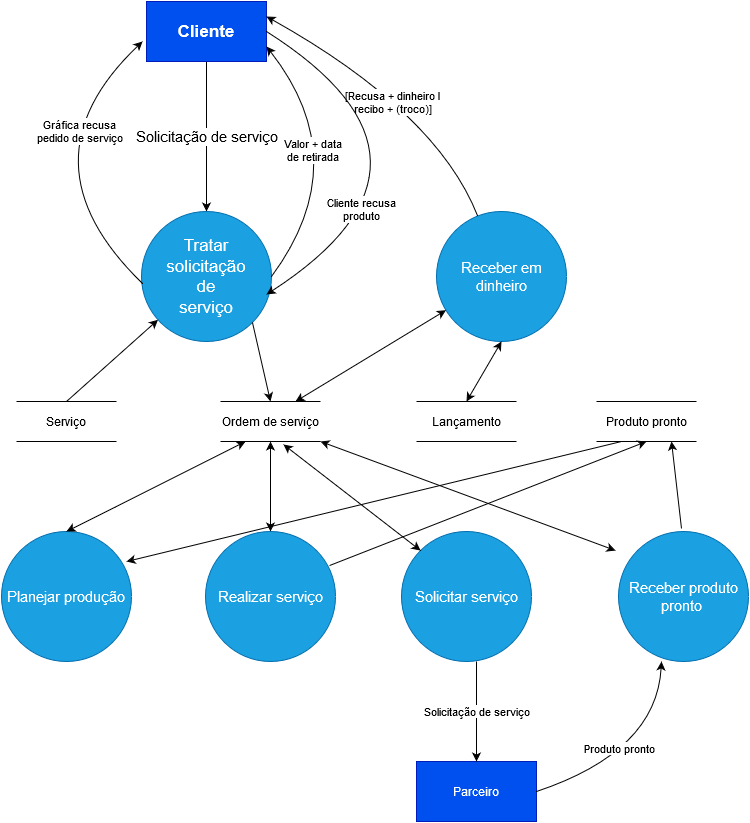 Cliente
[Recusa + dinheiro |
recibo + (troco)]
Gráfica recusa
pedido de serviço
Solicitação de serviço
Valor + data
de retirada
Cliente recusa
produto
Tratar
solicitação
de
serviço
Receber em
dinheiro
Serviço
Ordem de serviço
Lançamento
Produto pronto
Planejar produção
Realizar serviço
Solicitar serviço
Receber produto
pronto
Solicitação de serviço
Produto pronto
Parceiro